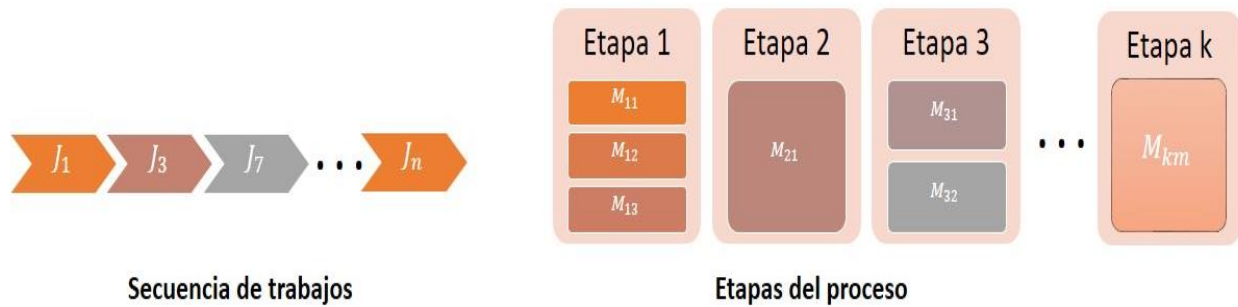 Etapa 1
Etapa 2
Etapa 3
Etapa k
M₁₁
M₁₂
M₁₃
M₂₁
M₃₁
M₃₂
...
M_km
J₁
J₃
J₇
...
Jₙ
Secuencia de trabajos
Etapas del proceso